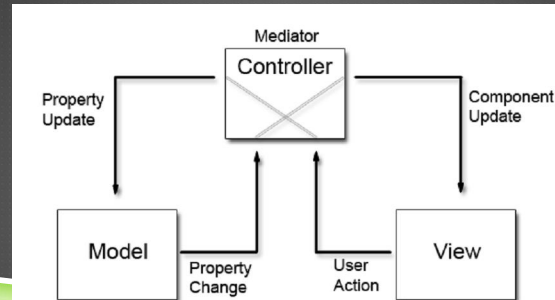 Mediator
Controller
Property
Update
Component
Update
Model
Property
Change
User
Action
View